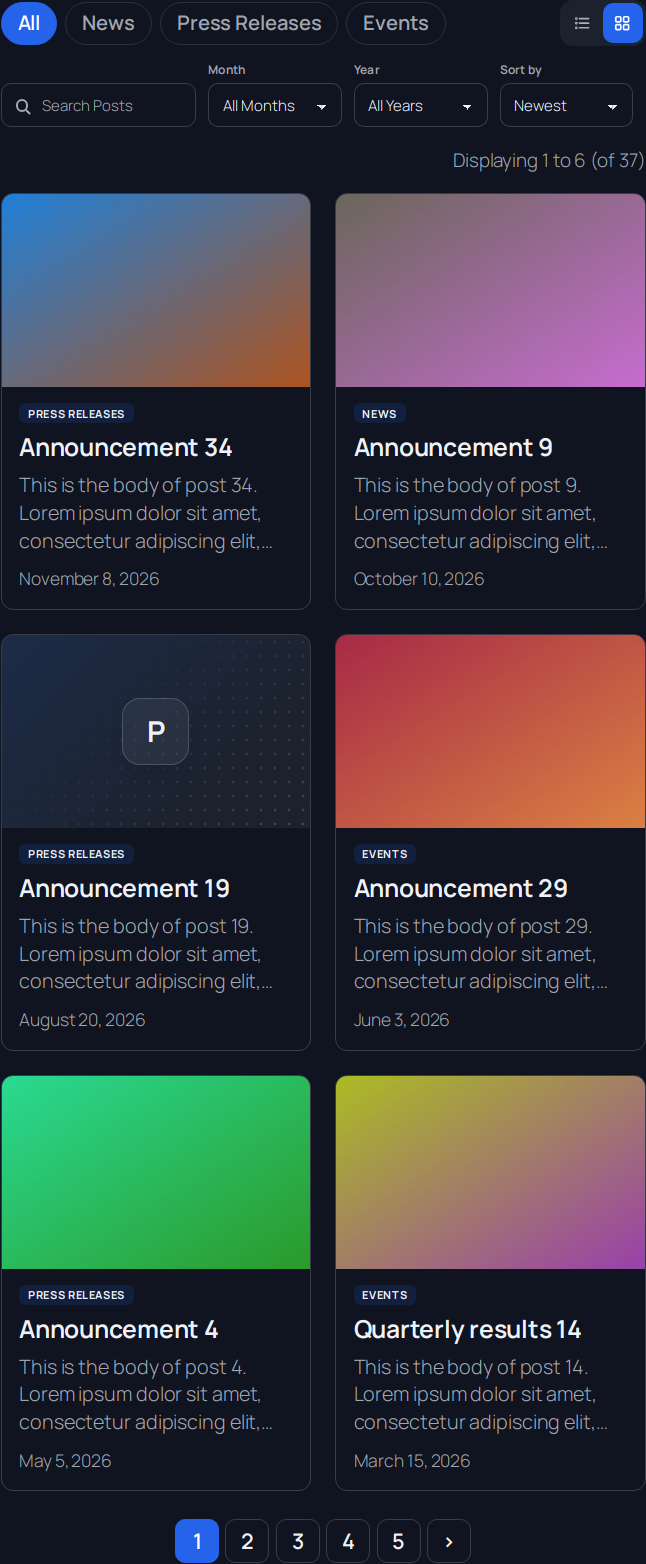 All News Press Releases Events
Month Year Sort by
Search Posts All Months All Years Newest
Displaying 1 to 6 (of 37)
PRESS RELEASES
Announcement 34
This is the body of post 34.
Lorem ipsum dolor sit amet,
consectetur adipiscing elit,...
November 8, 2026
NEWS
Announcement 9
This is the body of post 9.
Lorem ipsum dolor sit amet,
consectetur adipiscing elit,...
October 10, 2026
P
PRESS RELEASES
Announcement 19
This is the body of post 19.
Lorem ipsum dolor sit amet,
consectetur adipiscing elit,...
August 20, 2026
EVENTS
Announcement 29
This is the body of post 29.
Lorem ipsum dolor sit amet,
consectetur adipiscing elit,...
June 3, 2026
PRESS RELEASES
Announcement 4
This is the body of post 4.
Lorem ipsum dolor sit amet,
consectetur adipiscing elit,...
May 5, 2026
EVENTS
Quarterly results 14
This is the body of post 14.
Lorem ipsum dolor sit amet,
consectetur adipiscing elit,...
March 15, 2026
1 2 3 4 5 ›